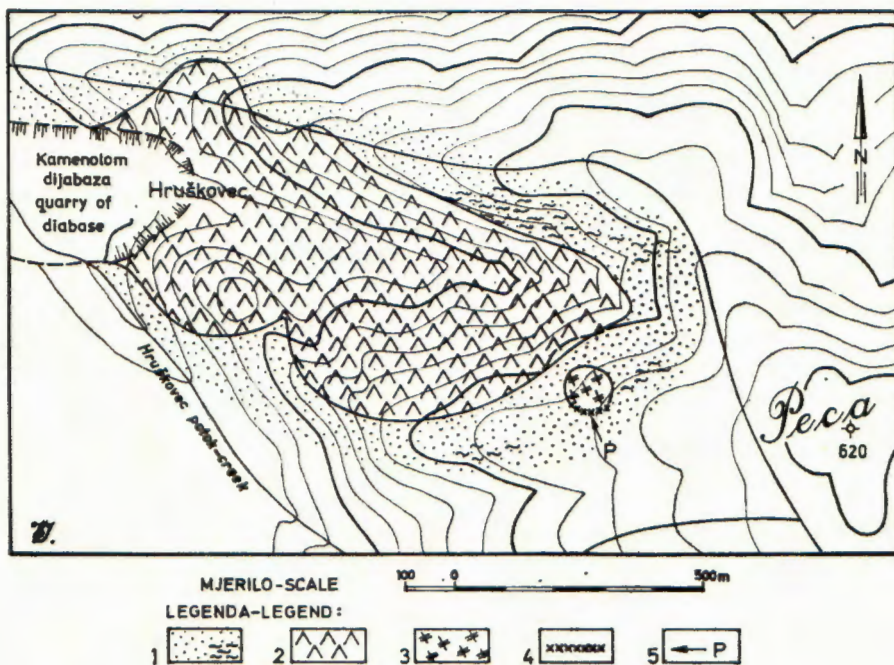 Kamenolom
dijabaza
quarry of
diabase
Hruškovec
N
Hruškovec potok-creek
Peca
620
P
MJERILO-SCALE
100 0 500m
LEGENDA-LEGEND:
1 2 3 4 5 P